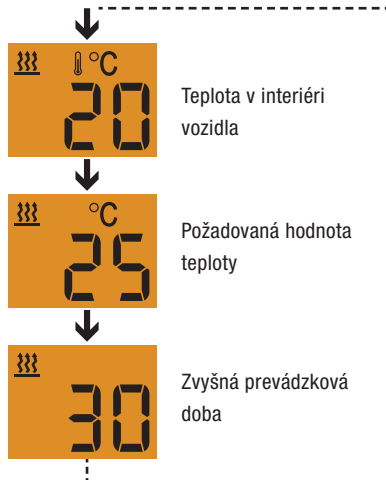 °C
20
Teplota v interiéri
vozidla
°C
25
Požadovaná hodnota
teploty
30
Zvyšná prevádzková
doba